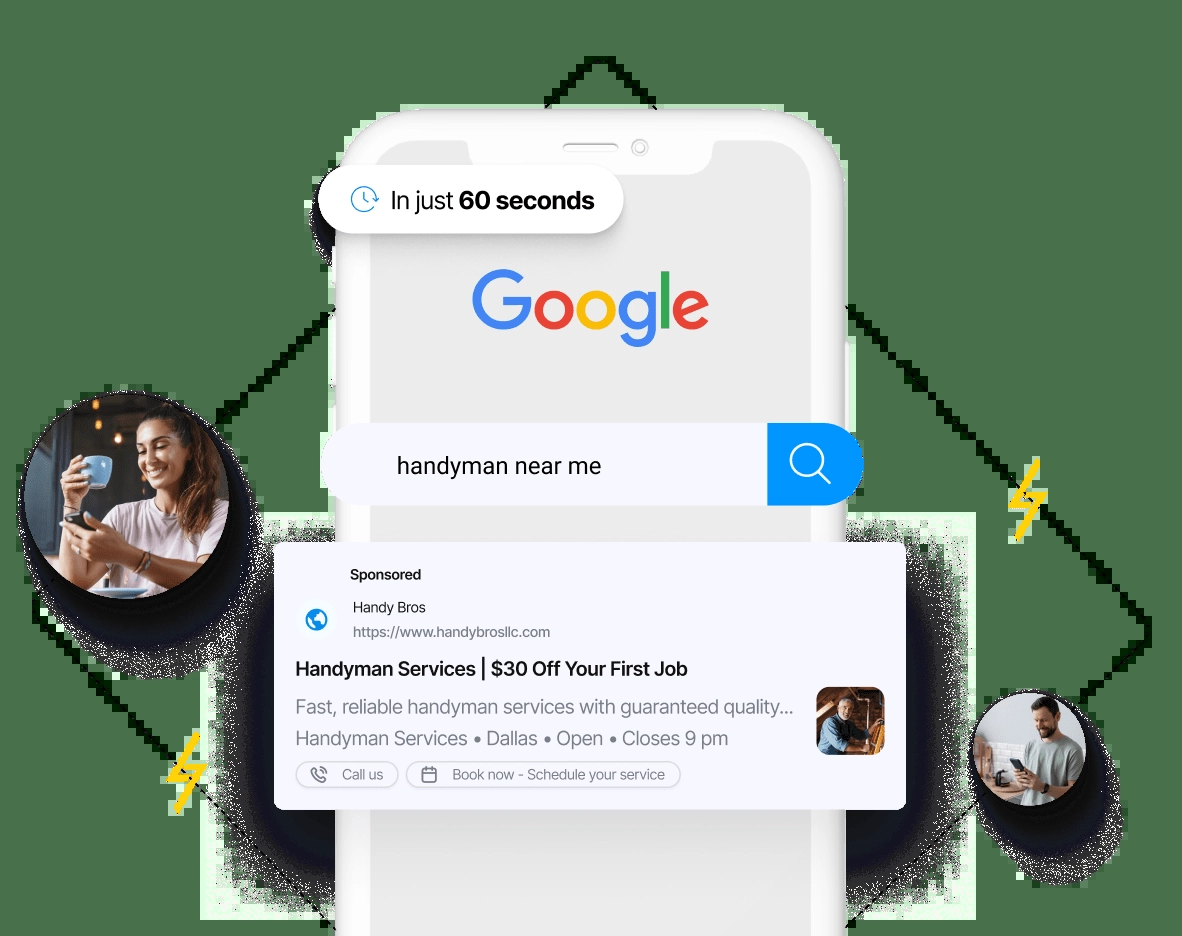 In just 60 seconds
Google
handyman near me
Sponsored
Handy Bros
https://www.handybrosllc.com
Handyman Services | $30 Off Your First Job
Fast, reliable handyman services with guaranteed quality...
Handyman Services • Dallas • Open • Closes 9 pm
Call us
Book now - Schedule your service